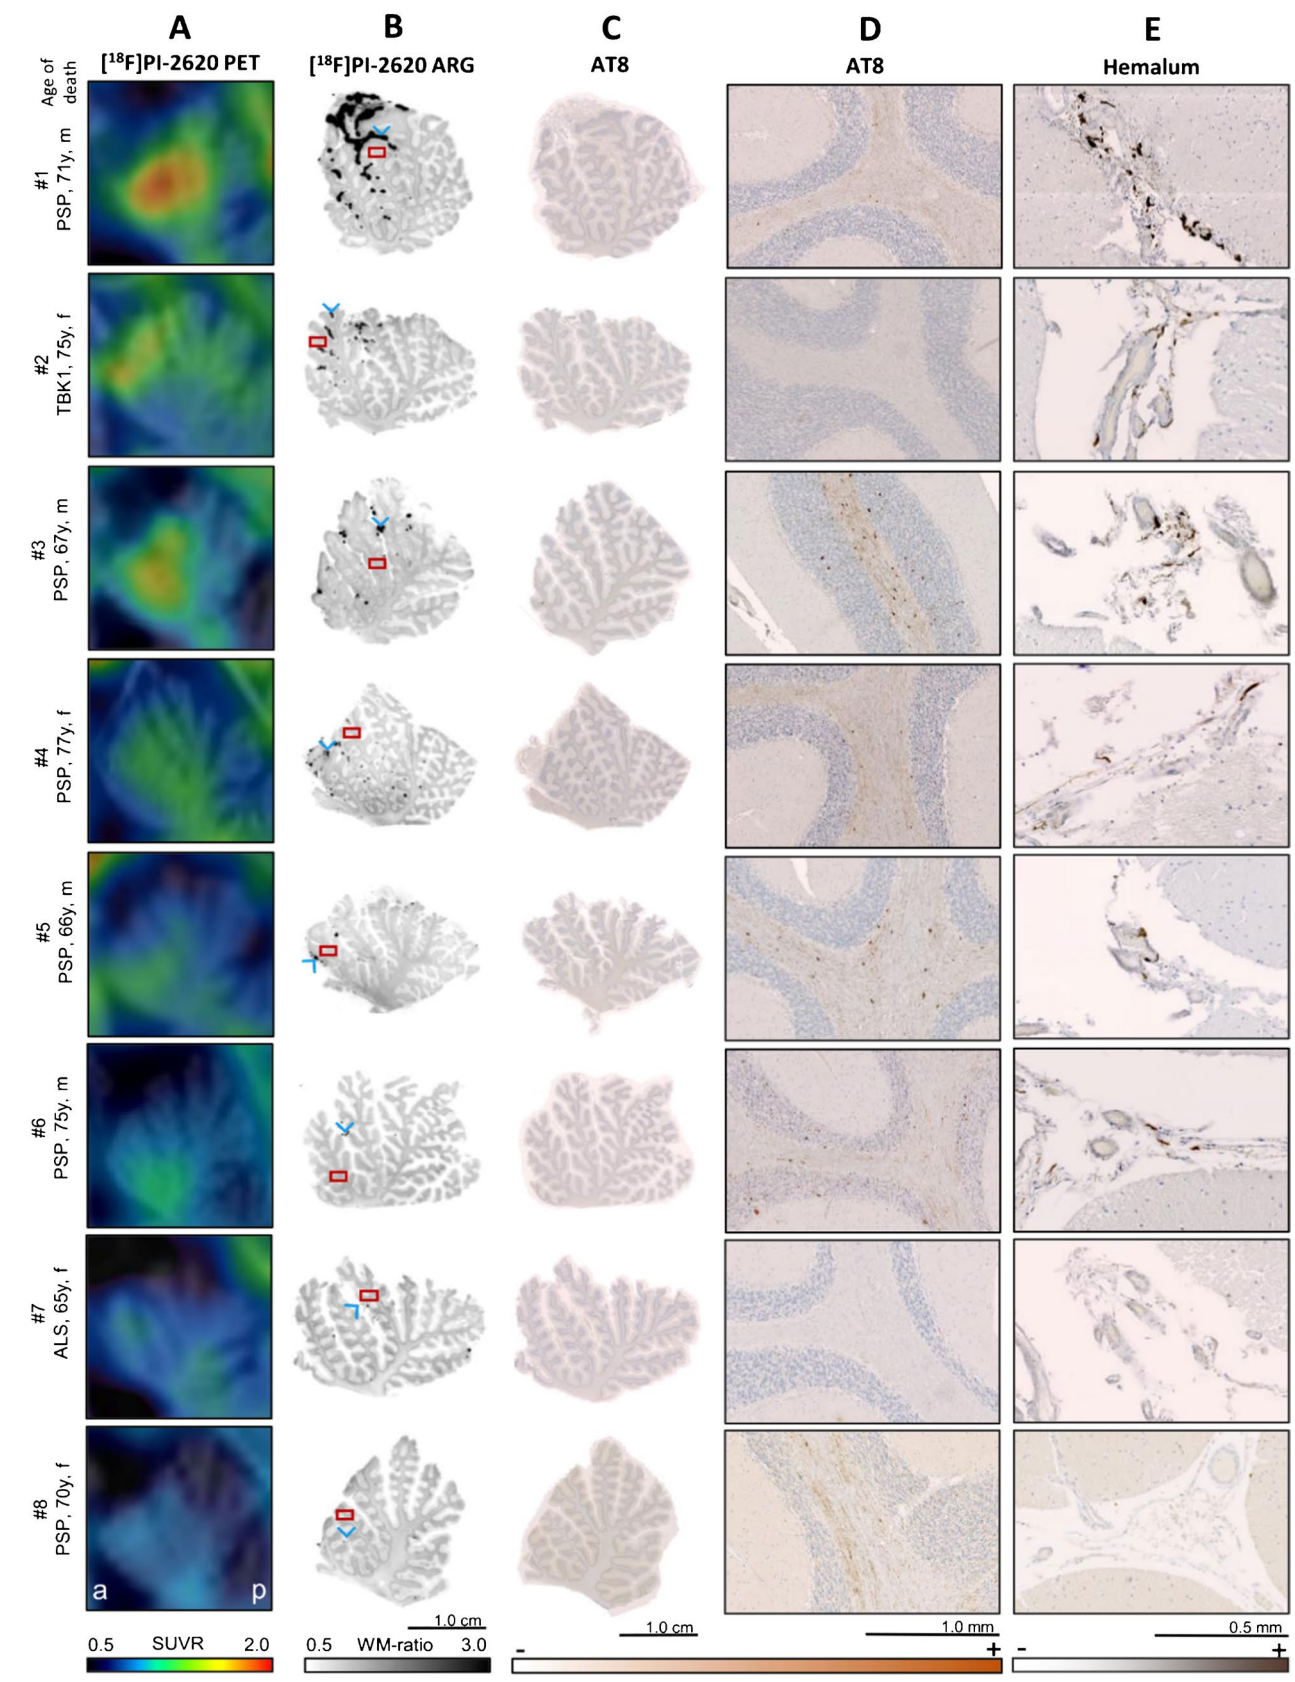 A B C D E
Age of
death
[¹⁸F]PI-2620 PET [¹⁸F]PI-2620 ARG AT8 AT8 Hemalum
#1
PSP, 71y, m
#2
TBK1, 75y, f
#3
PSP, 67y, m
#4
PSP, 77y, f
#5
PSP, 66y, m
#6
PSP, 75y, m
#7
ALS, 65y, f
#8
PSP, 70y, f
a p
1.0 cm 1.0 cm 1.0 mm 0.5 mm
0.5 SUVR 2.0 0.5 WM-ratio 3.0 - + - +